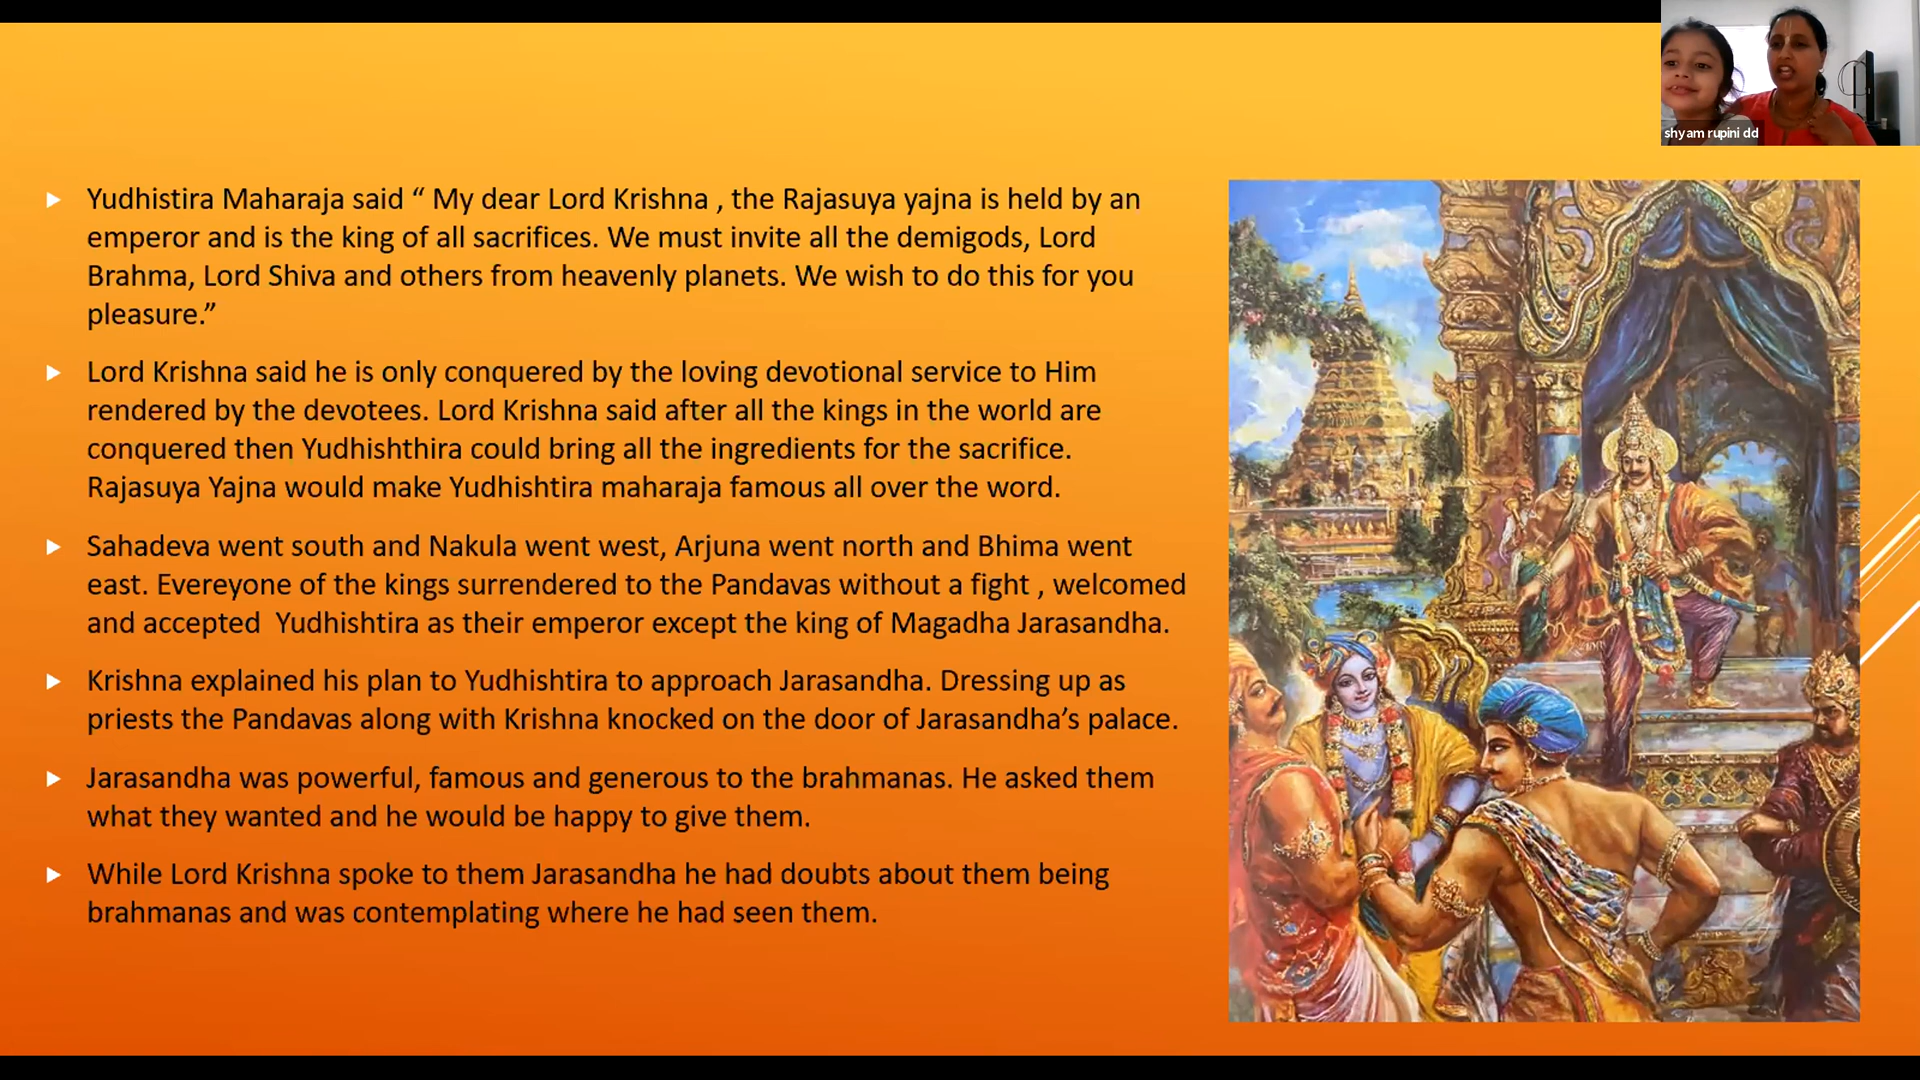 shyam rupini dd
Yudhistira Maharaja said “ My dear Lord Krishna , the Rajasuya yajna is held by an
emperor and is the king of all sacrifices. We must invite all the demigods, Lord
Brahma, Lord Shiva and others from heavenly planets. We wish to do this for you
pleasure.”
Lord Krishna said he is only conquered by the loving devotional service to Him
rendered by the devotees. Lord Krishna said after all the kings in the world are
conquered then Yudhishthira could bring all the ingredients for the sacrifice.
Rajasuya Yajna would make Yudhishtira maharaja famous all over the word.
Sahadeva went south and Nakula went west, Arjuna went north and Bhima went
east. Evereyone of the kings surrendered to the Pandavas without a fight , welcomed
and accepted  Yudhishtira as their emperor except the king of Magadha Jarasandha.
Krishna explained his plan to Yudhishtira to approach Jarasandha. Dressing up as
priests the Pandavas along with Krishna knocked on the door of Jarasandha’s palace.
Jarasandha was powerful, famous and generous to the brahmanas. He asked them
what they wanted and he would be happy to give them.
While Lord Krishna spoke to them Jarasandha he had doubts about them being
brahmanas and was contemplating where he had seen them.